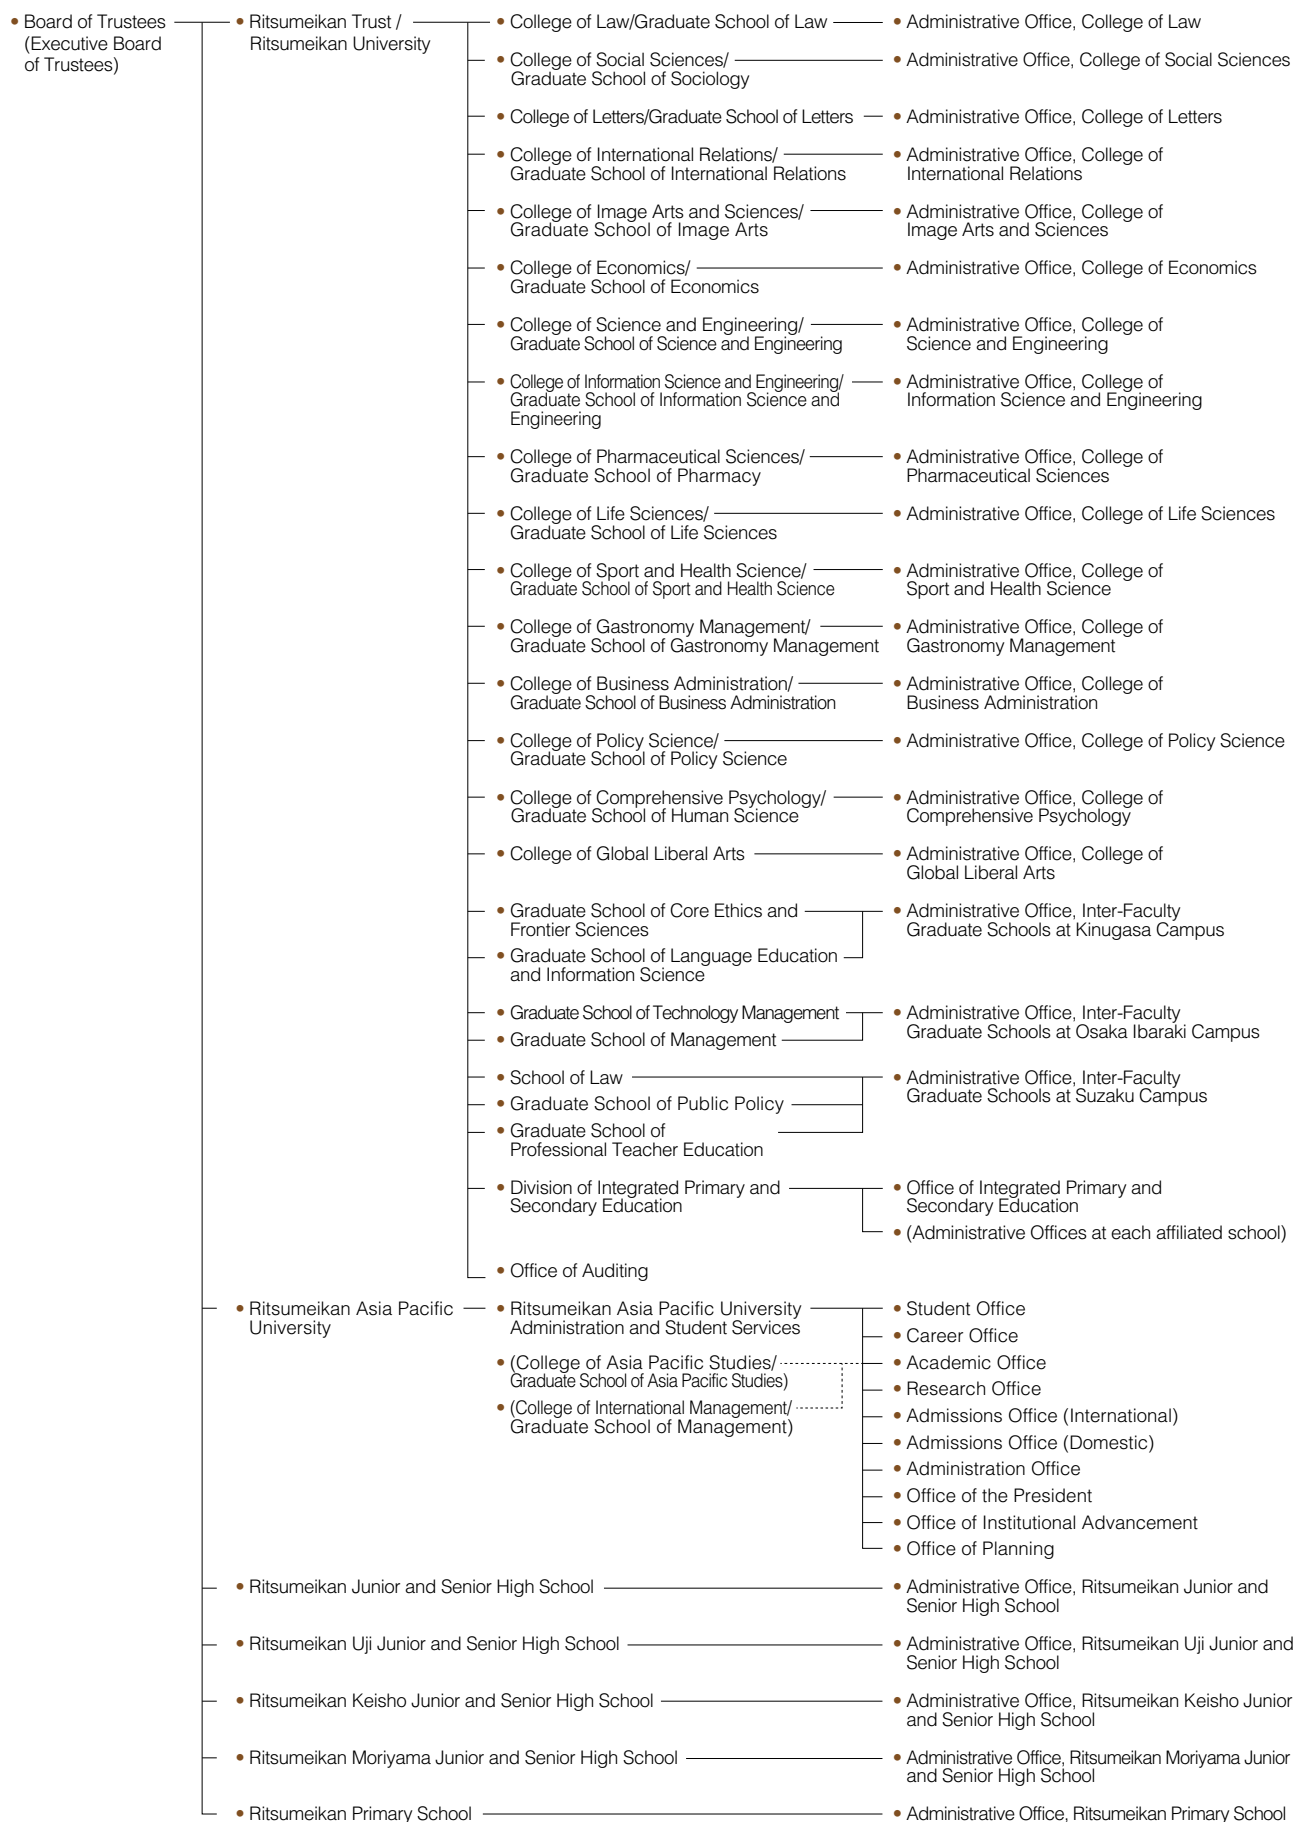 • Board of Trustees
(Executive Board
of Trustees)
• Ritsumeikan Trust /
Ritsumeikan University
• College of Law/Graduate School of Law
• Administrative Office, College of Law
• College of Social Sciences/
Graduate School of Sociology
• Administrative Office, College of Social Sciences
• College of Letters/Graduate School of Letters
• Administrative Office, College of Letters
• College of International Relations/
Graduate School of International Relations
• Administrative Office, College of
International Relations
• College of Image Arts and Sciences/
Graduate School of Image Arts
• Administrative Office, College of
Image Arts and Sciences
• College of Economics/
Graduate School of Economics
• Administrative Office, College of Economics
• College of Science and Engineering/
Graduate School of Science and Engineering
• Administrative Office, College of
Science and Engineering
• College of Information Science and Engineering/
Graduate School of Information Science and
Engineering
• Administrative Office, College of
Information Science and Engineering
• College of Pharmaceutical Sciences/
Graduate School of Pharmacy
• Administrative Office, College of
Pharmaceutical Sciences
• College of Life Sciences/
Graduate School of Life Sciences
• Administrative Office, College of Life Sciences
• College of Sport and Health Science/
Graduate School of Sport and Health Science
• Administrative Office, College of
Sport and Health Science
• College of Gastronomy Management/
Graduate School of Gastronomy Management
• Administrative Office, College of
Gastronomy Management
• College of Business Administration/
Graduate School of Business Administration
• Administrative Office, College of
Business Administration
• College of Policy Science/
Graduate School of Policy Science
• Administrative Office, College of Policy Science
• College of Comprehensive Psychology/
Graduate School of Human Science
• Administrative Office, College of
Comprehensive Psychology
• College of Global Liberal Arts
• Administrative Office, College of
Global Liberal Arts
• Graduate School of Core Ethics and
Frontier Sciences
• Graduate School of Language Education
and Information Science
• Administrative Office, Inter-Faculty
Graduate Schools at Kinugasa Campus
• Graduate School of Technology Management
• Graduate School of Management
• Administrative Office, Inter-Faculty
Graduate Schools at Osaka Ibaraki Campus
• School of Law
• Graduate School of Public Policy
• Graduate School of
Professional Teacher Education
• Administrative Office, Inter-Faculty
Graduate Schools at Suzaku Campus
• Division of Integrated Primary and
Secondary Education
• Office of Integrated Primary and
Secondary Education
• (Administrative Offices at each affiliated school)
• Office of Auditing
• Ritsumeikan Asia Pacific
University
• Ritsumeikan Asia Pacific University
Administration and Student Services
• (College of Asia Pacific Studies/
Graduate School of Asia Pacific Studies)
• (College of International Management/
Graduate School of Management)
• Student Office
• Career Office
• Academic Office
• Research Office
• Admissions Office (International)
• Admissions Office (Domestic)
• Administration Office
• Office of the President
• Office of Institutional Advancement
• Office of Planning
• Ritsumeikan Junior and Senior High School
• Administrative Office, Ritsumeikan Junior and
Senior High School
• Ritsumeikan Uji Junior and Senior High School
• Administrative Office, Ritsumeikan Uji Junior and
Senior High School
• Ritsumeikan Keisho Junior and Senior High School
• Administrative Office, Ritsumeikan Keisho Junior
and Senior High School
• Ritsumeikan Moriyama Junior and Senior High School
• Administrative Office, Ritsumeikan Moriyama Junior
and Senior High School
• Ritsumeikan Primary School
• Administrative Office, Ritsumeikan Primary School